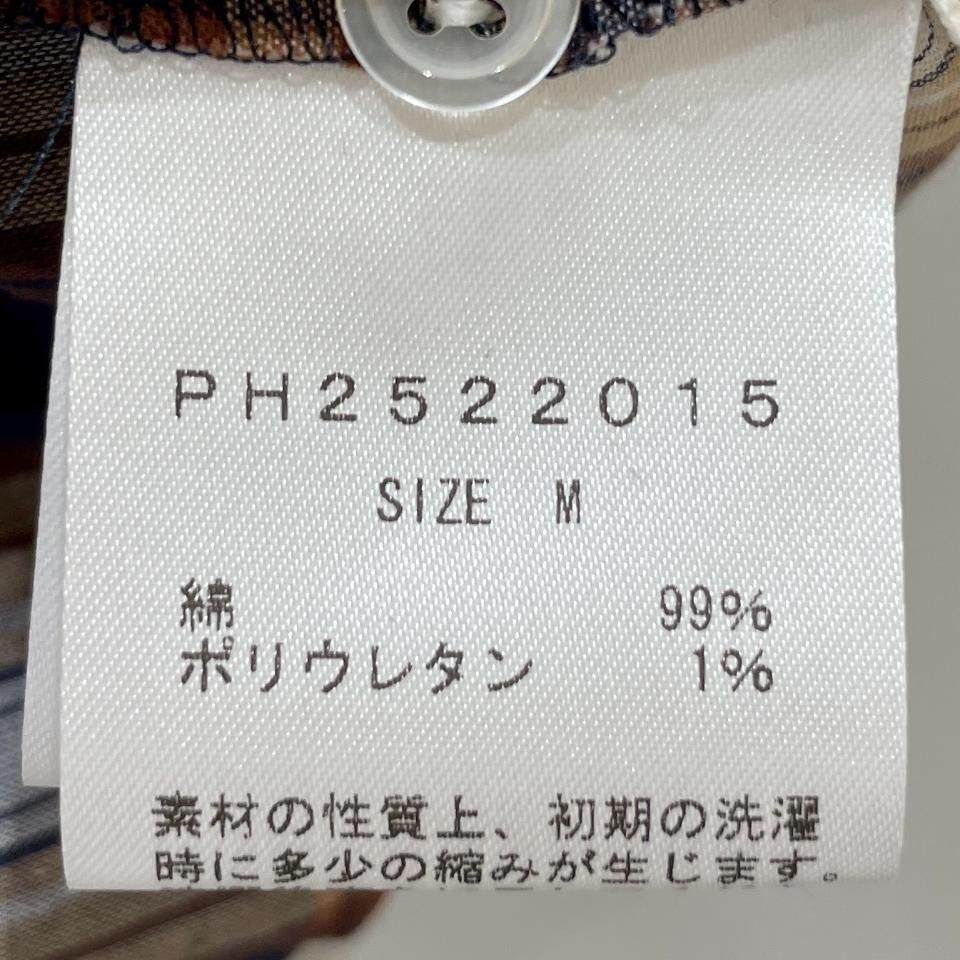 PH2522015
SIZE M
綿 99%
ポリウレタン 1%
素材の性質上、初期の洗濯
時に多少の縮みが生じます。